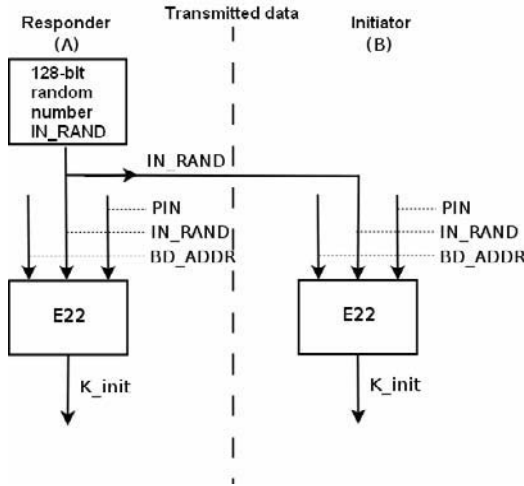 Responder
(A)
Transmitted data
Initiator
(B)
128-bit
random
number
IN_RAND
IN_RAND
PIN
IN_RAND
BD_ADDR
PIN
IN_RAND
BD_ADDR
E22
E22
K_init
K_init